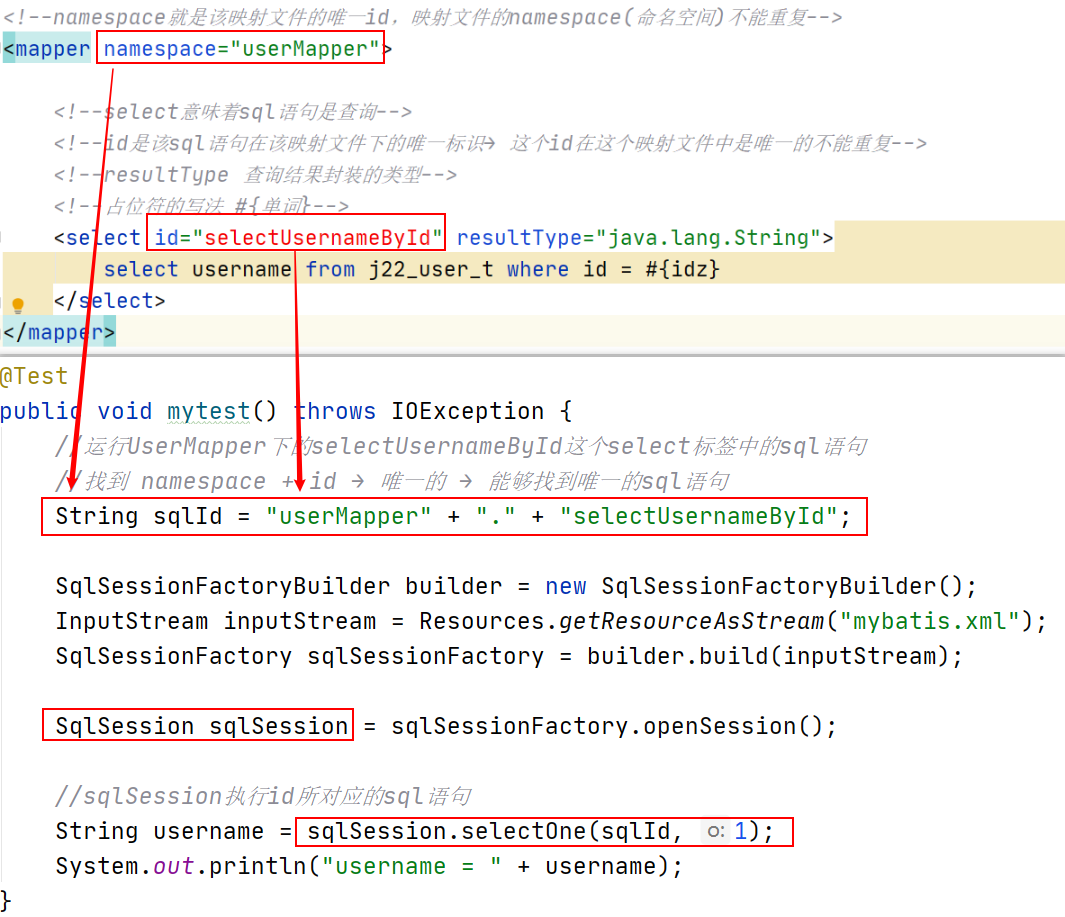 <!--namespace就是该映射文件的唯一id，映射文件的namespace(命名空间)不能重复-->
<mapper namespace="userMapper">
<!--select意味着sql语句是查询-->
<!--id是该sql语句在该映射文件下的唯一标识→ 这个id在这个映射文件中是唯一的不能重复-->
<!--resultType 查询结果封装的类型-->
<!--占位符的写法 #{单词}-->
<select id="selectUsernameById" resultType="java.lang.String">
select username from j22_user_t where id = #{idz}
</select>
</mapper>
@Test
public void mytest() throws IOException {
//运行UserMapper下的selectUsernameById这个select标签中的sql语句
//找到 namespace + id → 唯一的 → 能够找到唯一的sql语句
String sqlId = "userMapper" + "." + "selectUsernameById";
SqlSessionFactoryBuilder builder = new SqlSessionFactoryBuilder();
InputStream inputStream = Resources.getResourceAsStream("mybatis.xml");
SqlSessionFactory sqlSessionFactory = builder.build(inputStream);
SqlSession sqlSession = sqlSessionFactory.openSession();
//sqlSession执行id所对应的sql语句
String username = sqlSession.selectOne(sqlId, o: 1);
System.out.println("username = " + username);
}